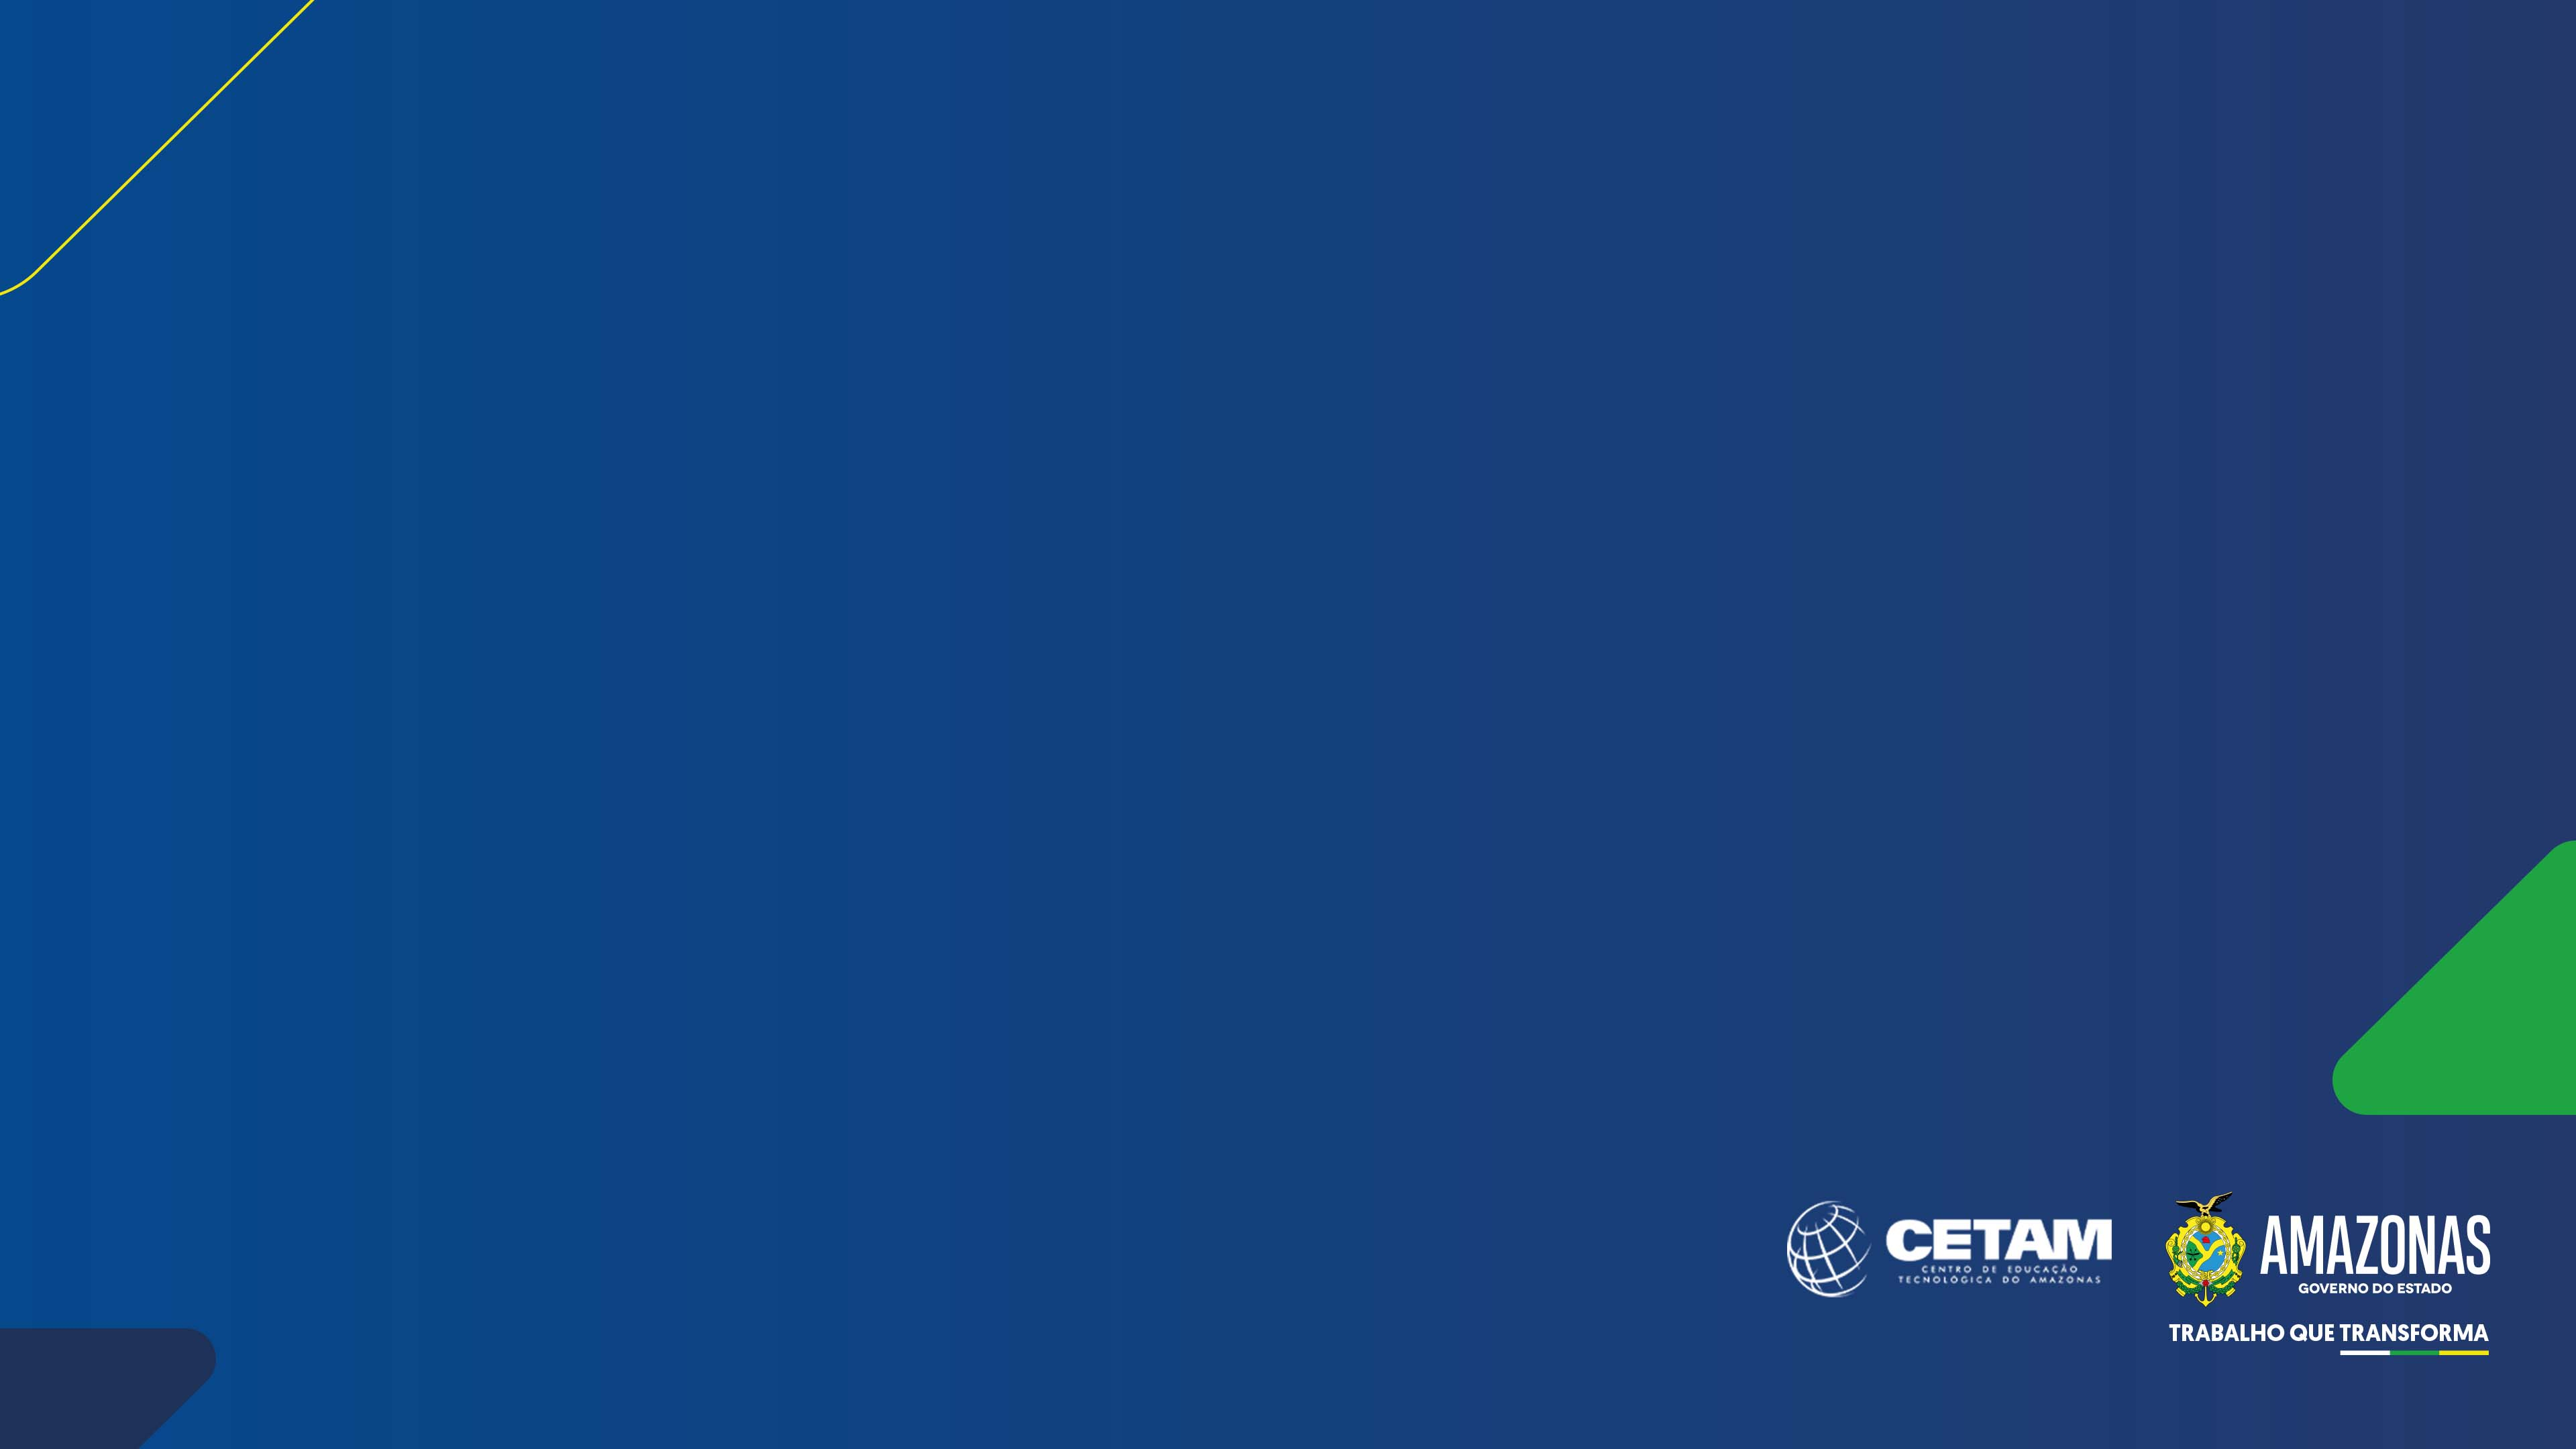 CETAM
CENTRO DE EDUCAÇÃO
TECNOLÓGICA DO AMAZONAS
AMAZONAS
GOVERNO DO ESTADO
TRABALHO QUE TRANSFORMA